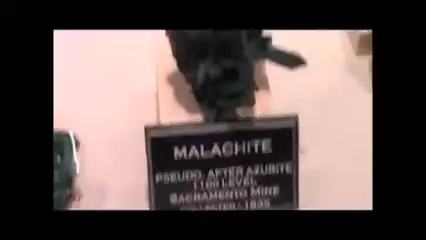 MALACHITE
PSEUDO. AFTER AZURITE
1100 LEVEL
SACRAMENTO MINE